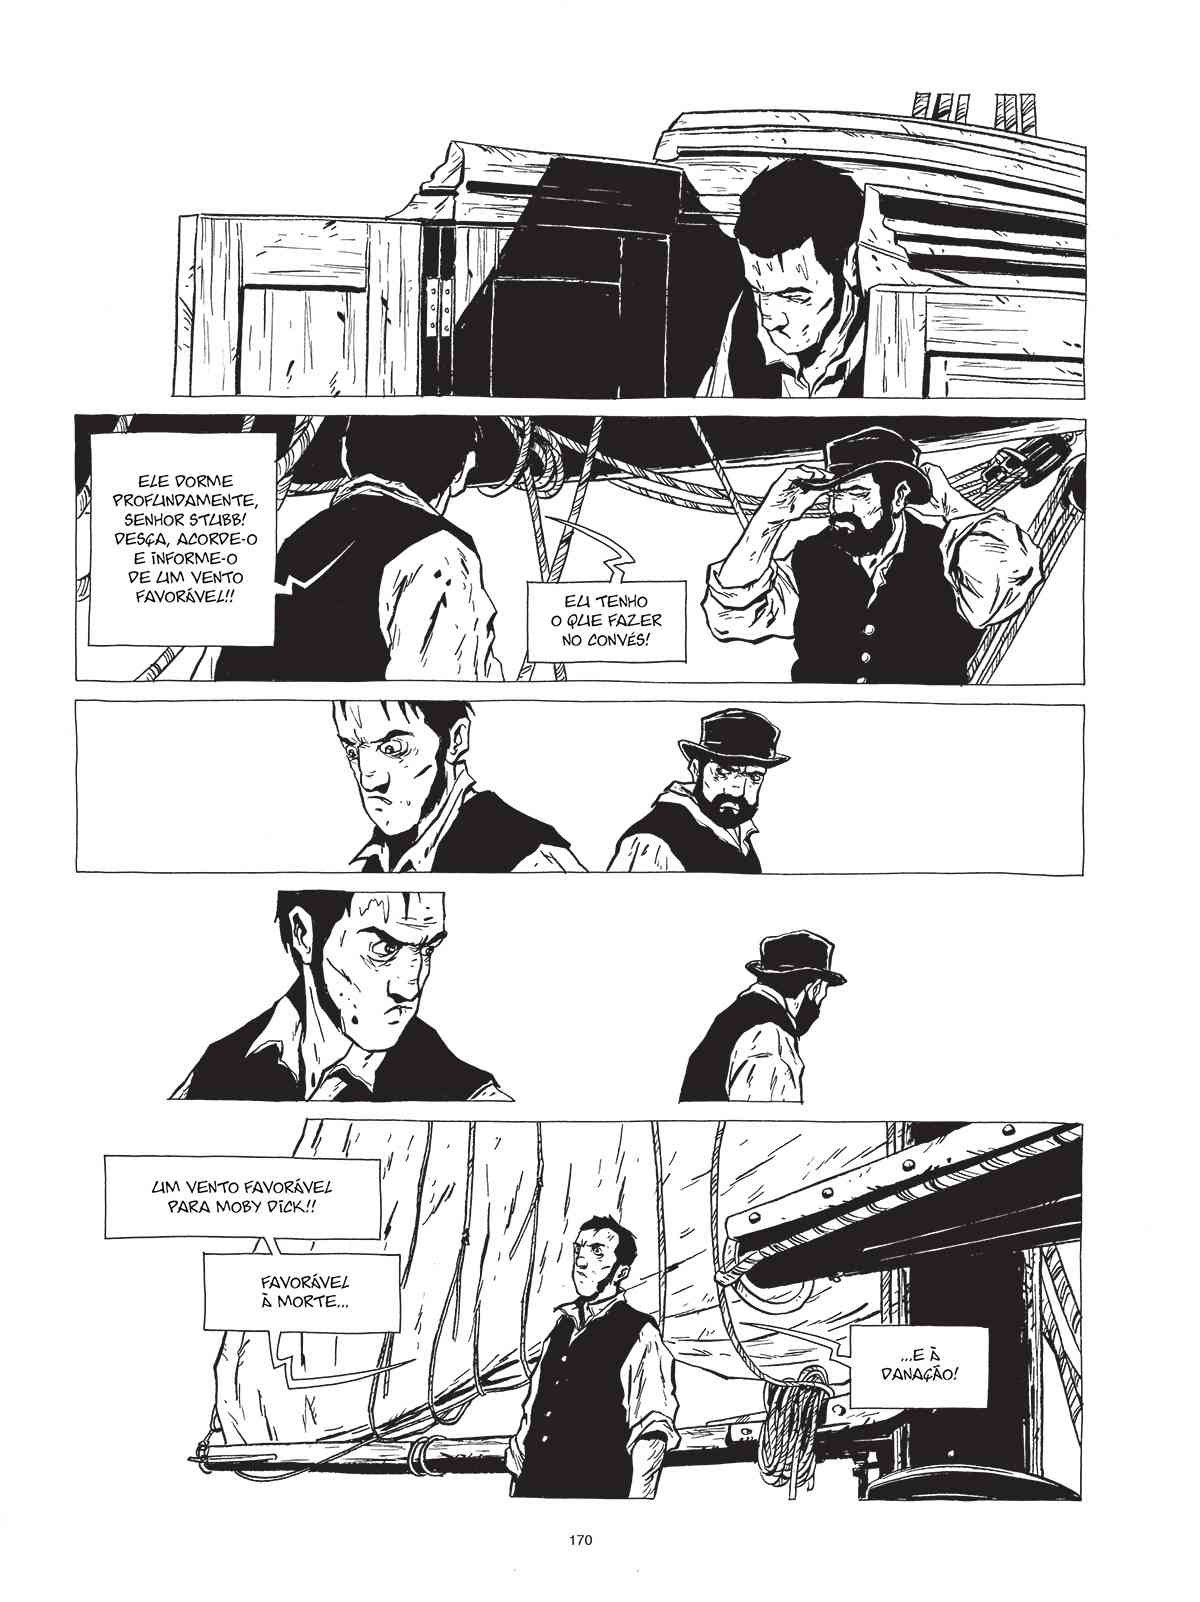 ELE DORME
PROFUNDAMENTE,
SENHOR STUBB!
DESÇA, ACORDE-O
E INFORME-O
DE UM VENTO
FAVORÁVEL!!
EU TENHO
O QUE FAZER
NO CONVÉS!
UM VENTO FAVORÁVEL
PARA MOBY DICK!!
FAVORÁVEL
À MORTE...
...E À
DANAÇÃO!
170